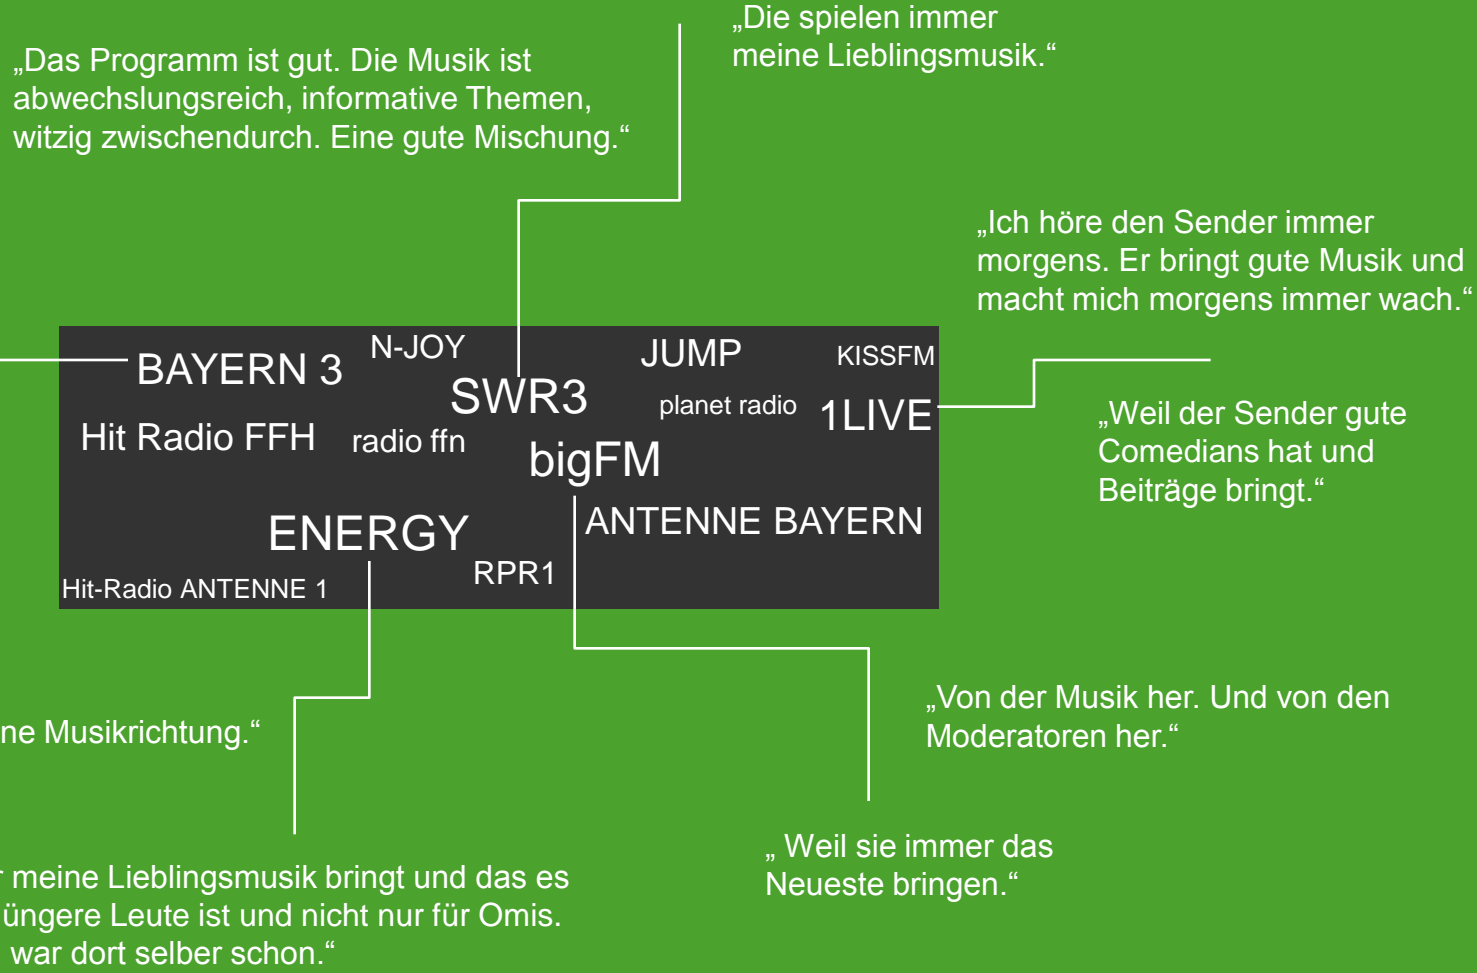 „Die spielen immer
meine Lieblingsmusik.“
„Das Programm ist gut. Die Musik ist
abwechslungsreich, informative Themen,
witzig zwischendurch. Eine gute Mischung.“
„Ich höre den Sender immer
morgens. Er bringt gute Musik und
macht mich morgens immer wach.“
BAYERN 3
N-JOY
JUMP
KISSFM
SWR3
planet radio
1LIVE
Hit Radio FFH
radio ffn
bigFM
„Weil der Sender gute
Comedians hat und
Beiträge bringt.“
ENERGY
ANTENNE BAYERN
RPR1
Hit-Radio ANTENNE 1
„Von der Musik her. Und von den
Moderatoren her.“
ne Musikrichtung.“
„ Weil sie immer das
Neueste bringen.“
meine Lieblingsmusik bringt und das es
üngere Leute ist und nicht nur für Omis.
war dort selber schon.“